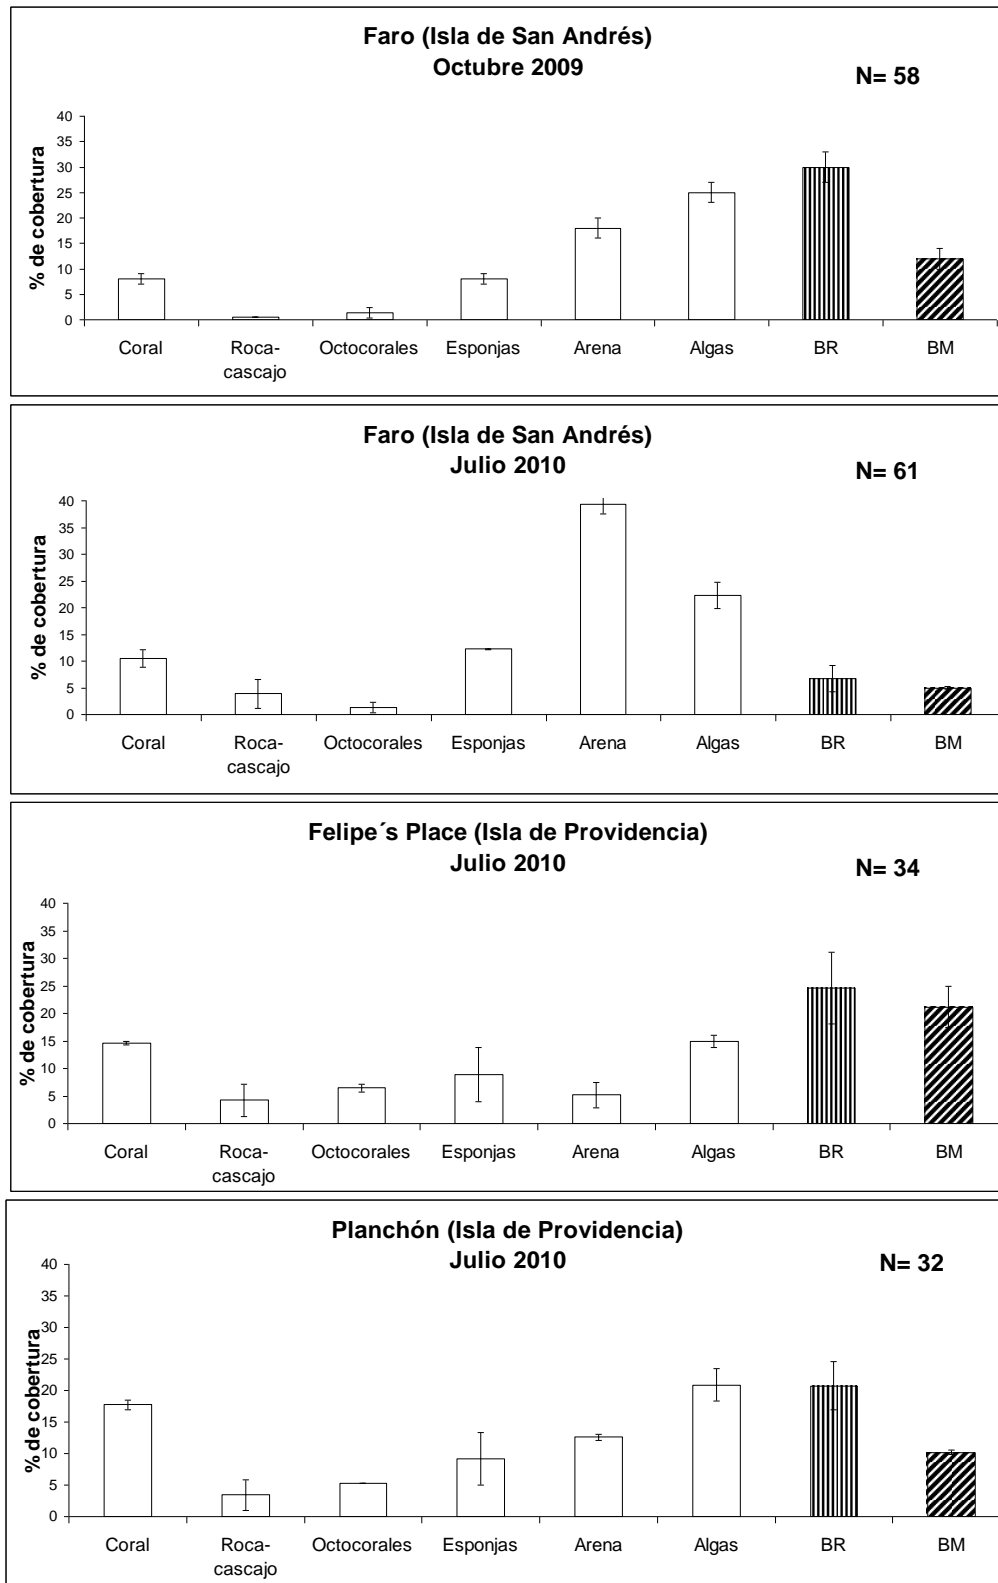 Faro (Isla de San Andrés)
Octubre 2009
N= 58
% de cobertura
40
35
30
25
20
15
10
5
0
Coral Roca- Octocorales Esponjas Arena Algas BR BM
cascajo
Faro (Isla de San Andrés)
Julio 2010
N= 61
% de cobertura
40
35
30
25
20
15
10
5
0
Coral Roca- Octocorales Esponjas Arena Algas BR BM
cascajo
Felipe´s Place (Isla de Providencia)
Julio 2010
N= 34
% de cobertura
40
35
30
25
20
15
10
5
0
Coral Roca- Octocorales Esponjas Arena Algas BR BM
cascajo
Planchón (Isla de Providencia)
Julio 2010
N= 32
% de cobertura
40
35
30
25
20
15
10
5
0
Coral Roca- Octocorales Esponjas Arena Algas BR BM
cascajo